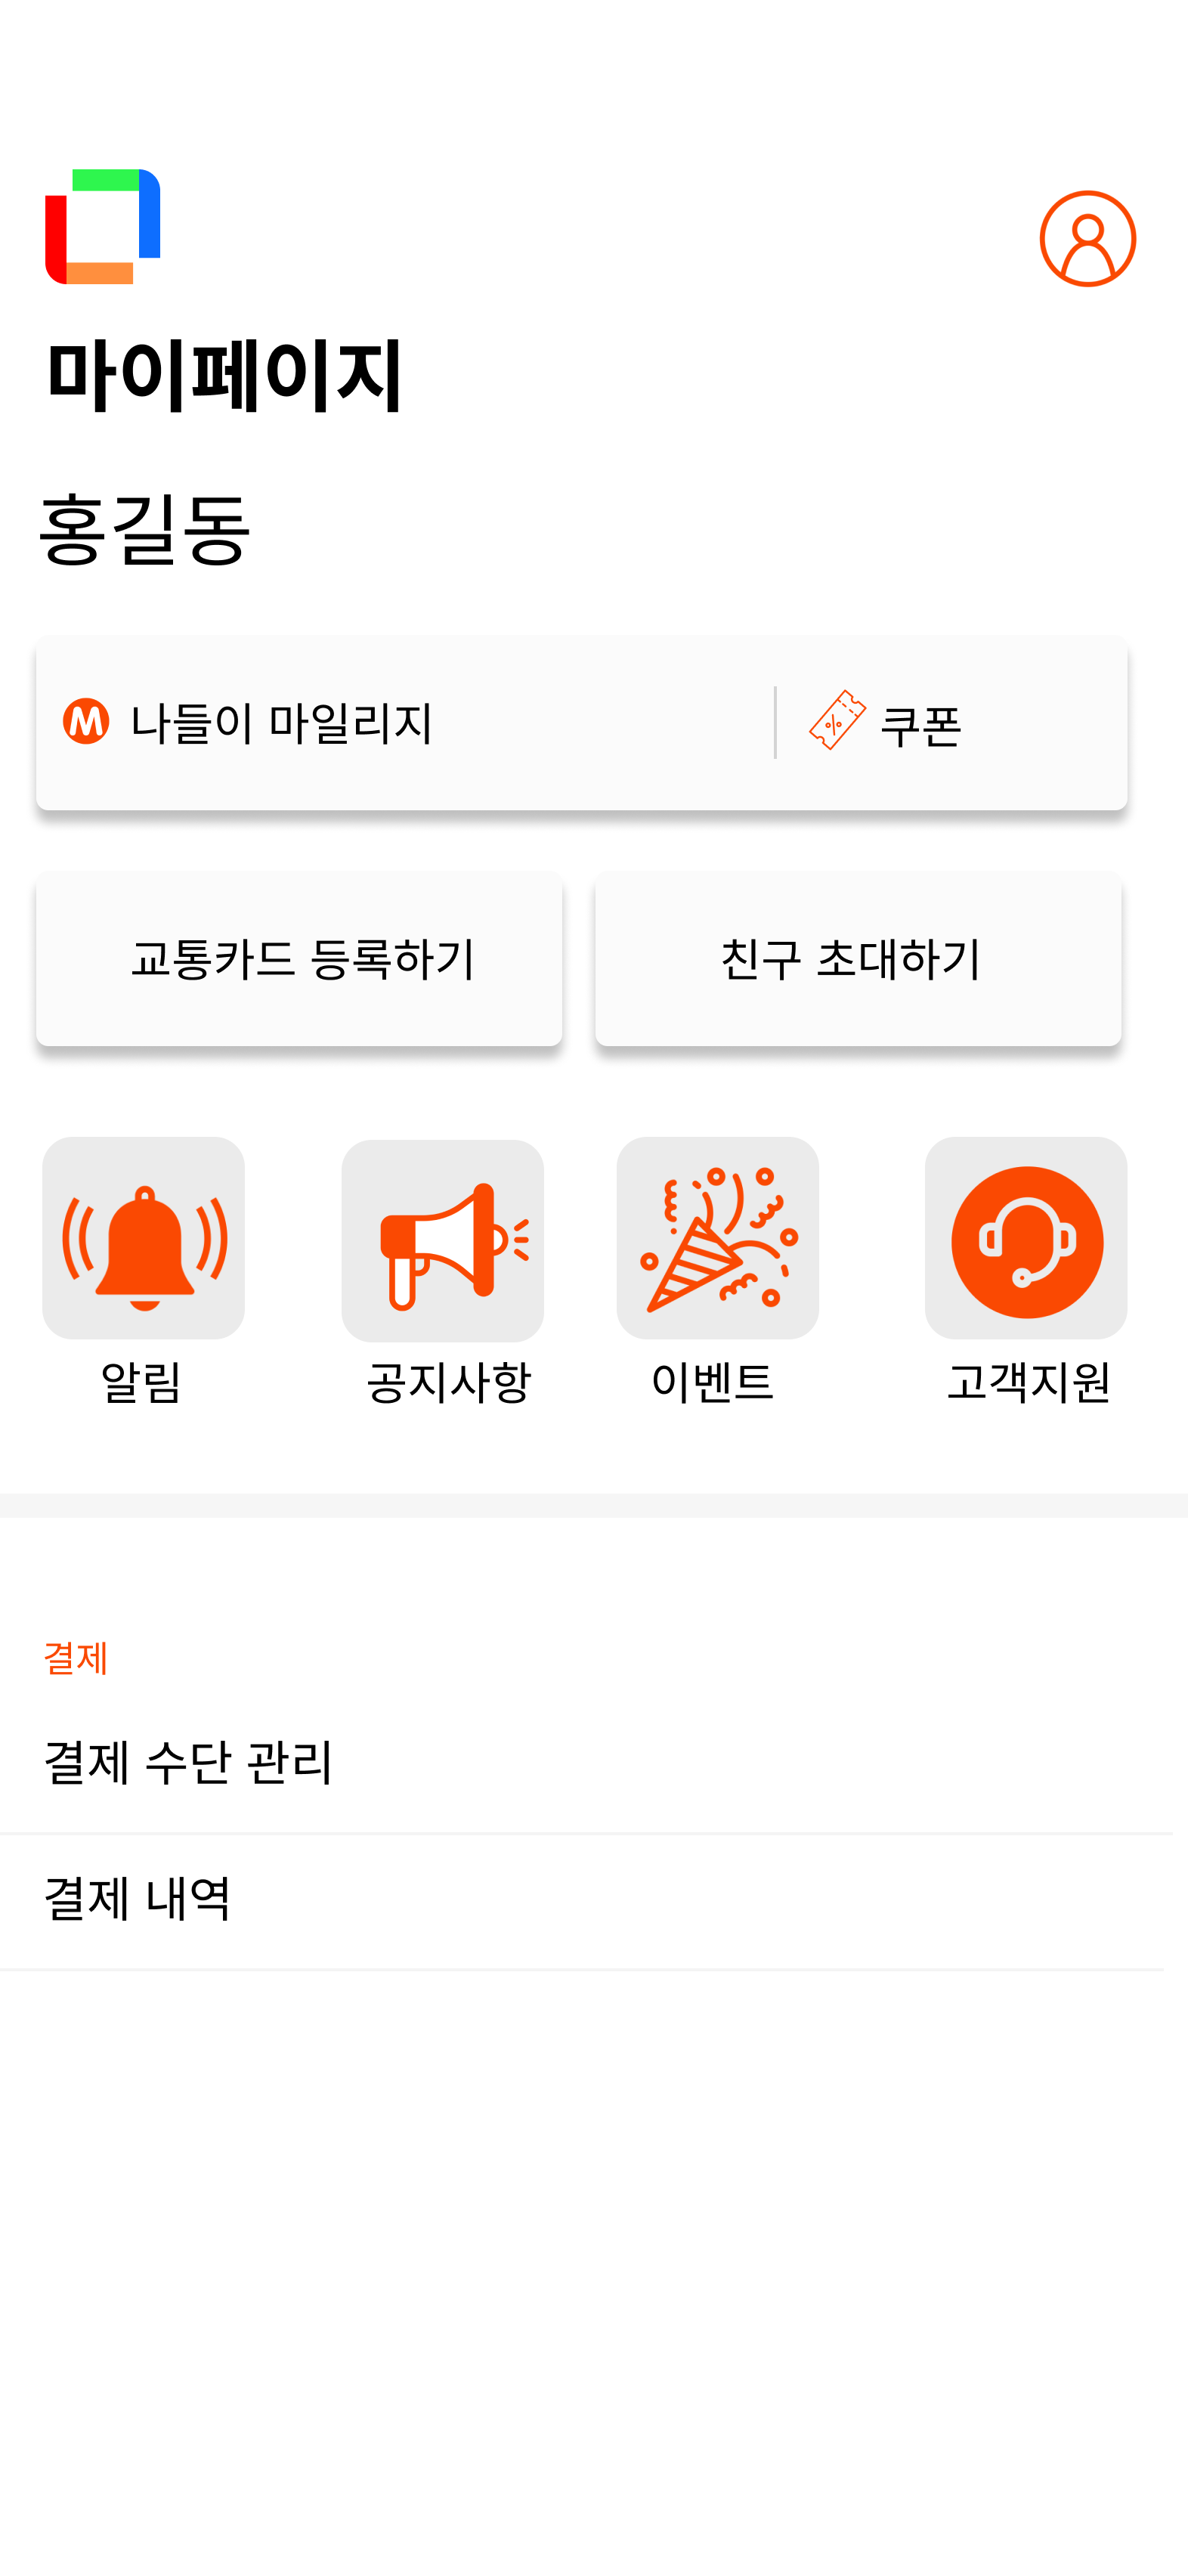 마이페이지
홍길동
M 나들이 마일리지
% 쿠폰
교통카드 등록하기
친구 초대하기
알림
공지사항
이벤트
고객지원
결제
결제 수단 관리
결제 내역